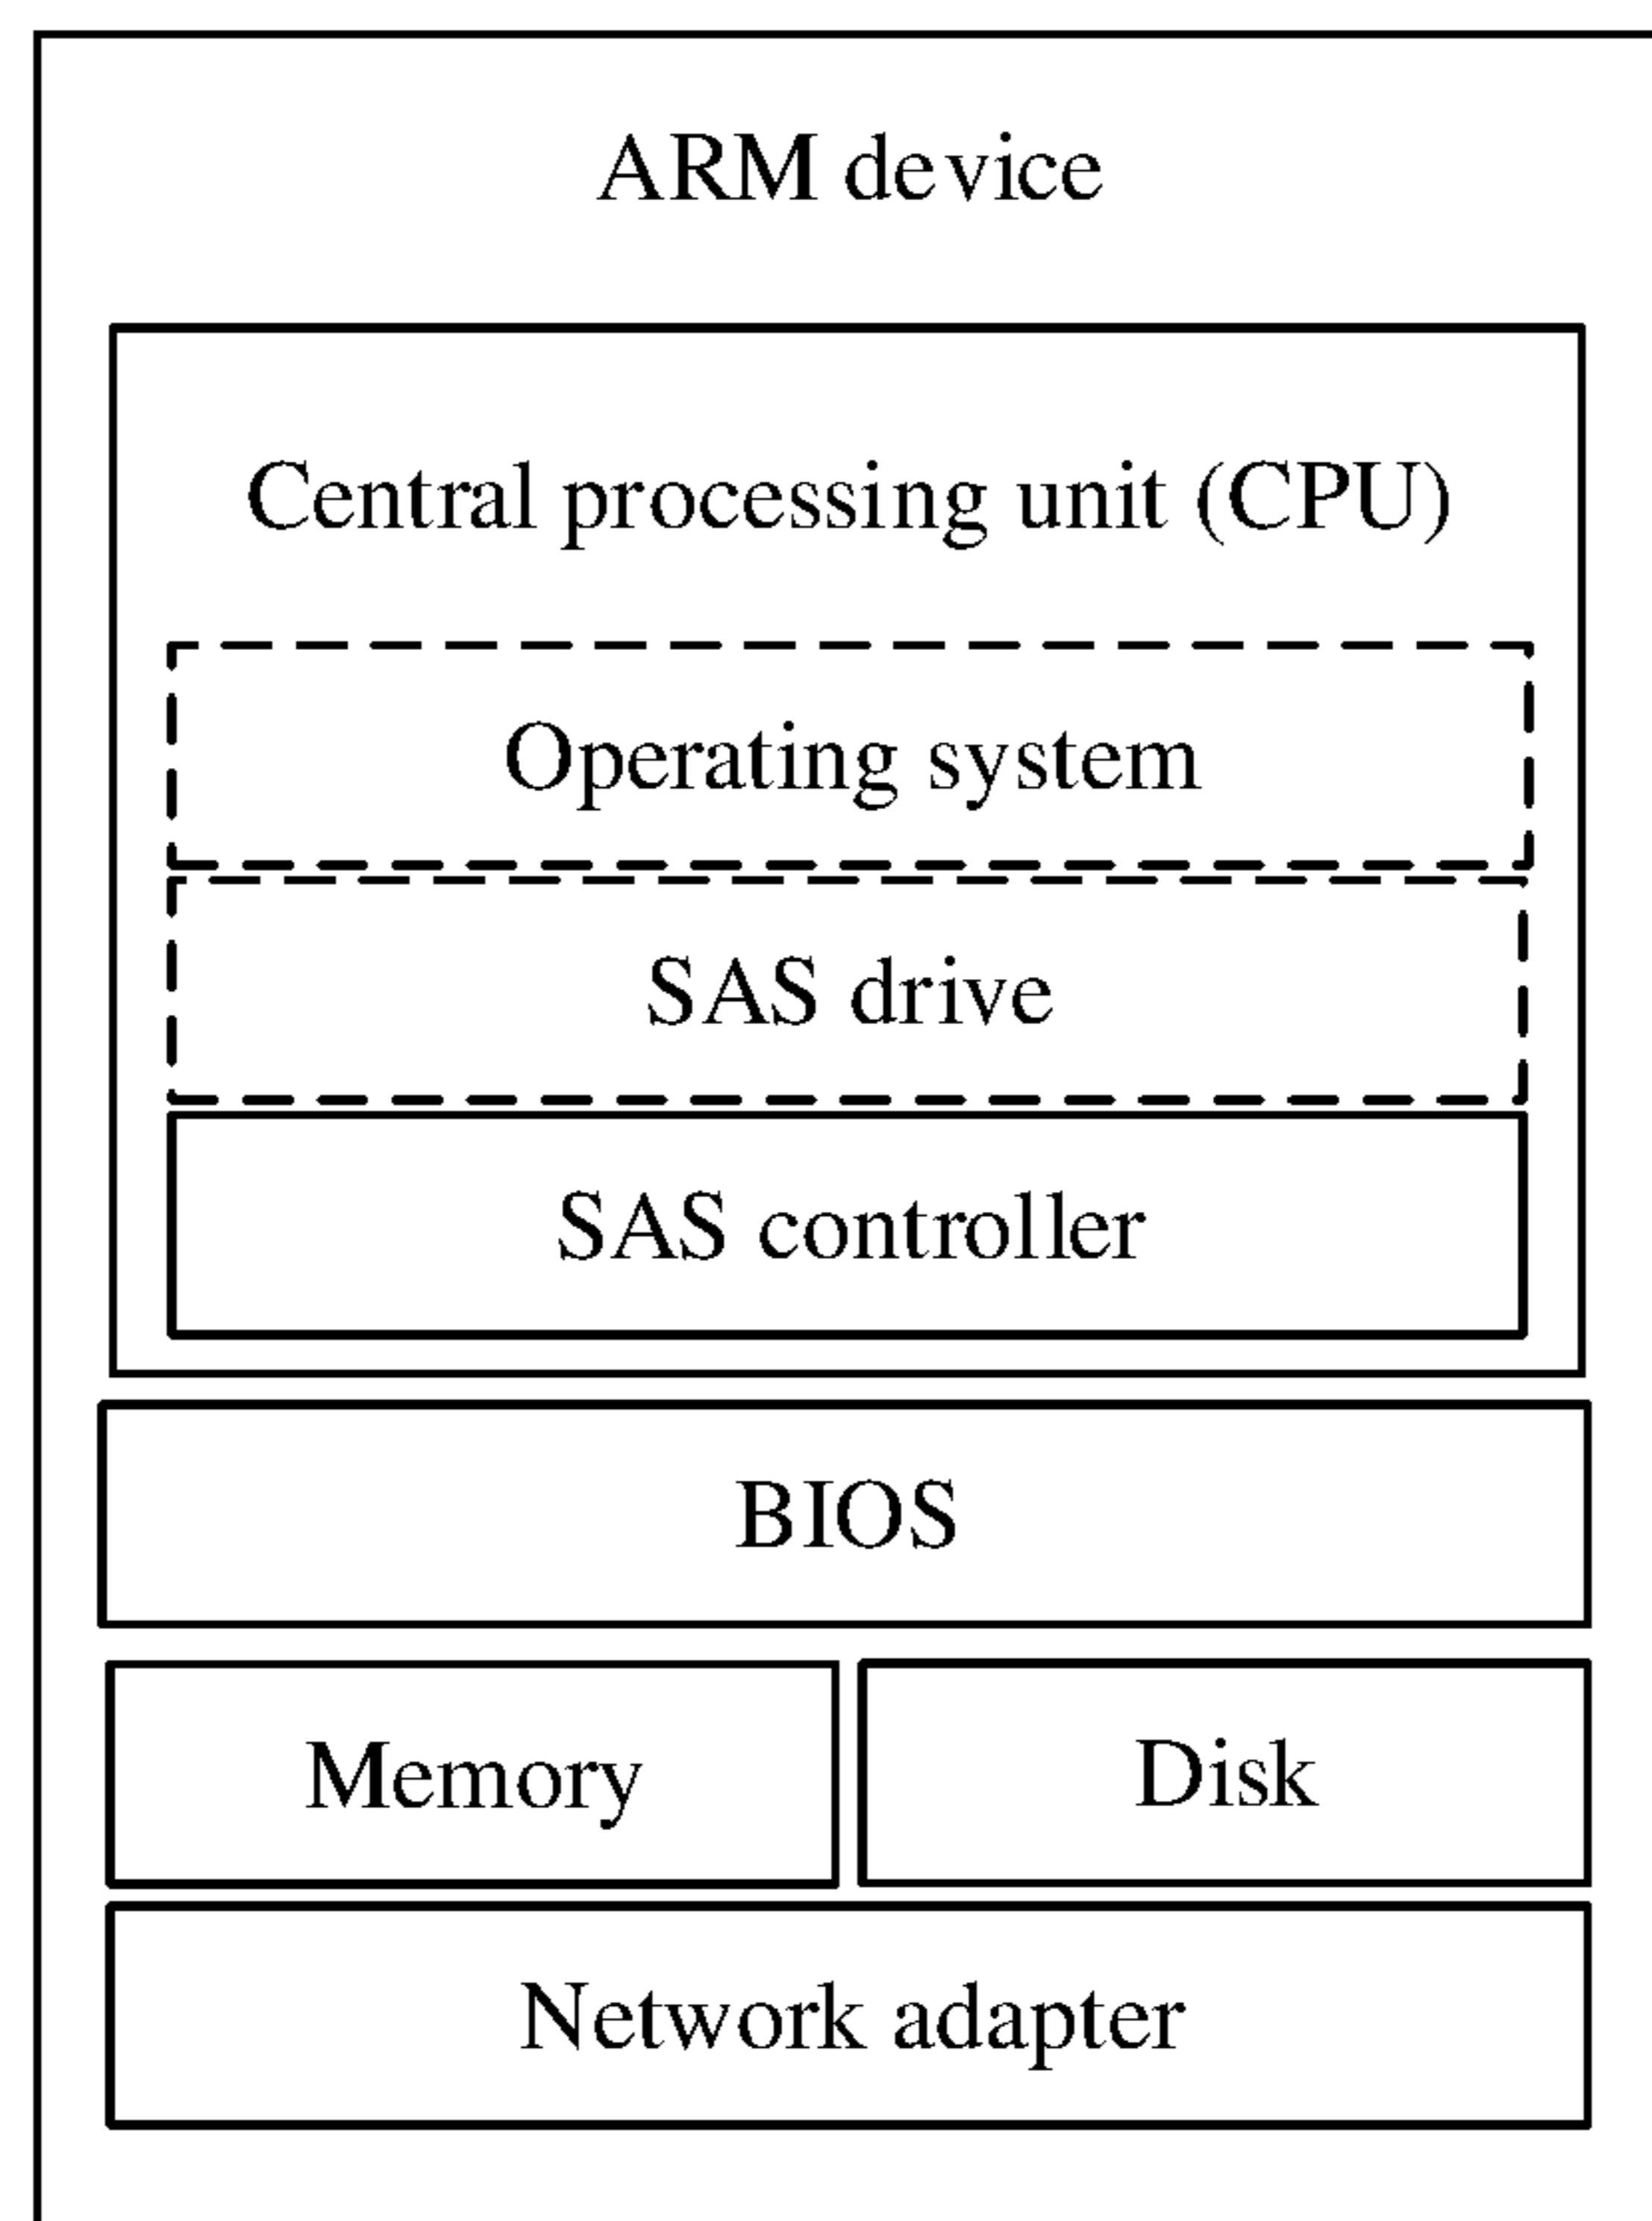 ARM device
Central processing unit (CPU)
Operating system
SAS drive
SAS controller
BIOS
Memory
Disk
Network adapter